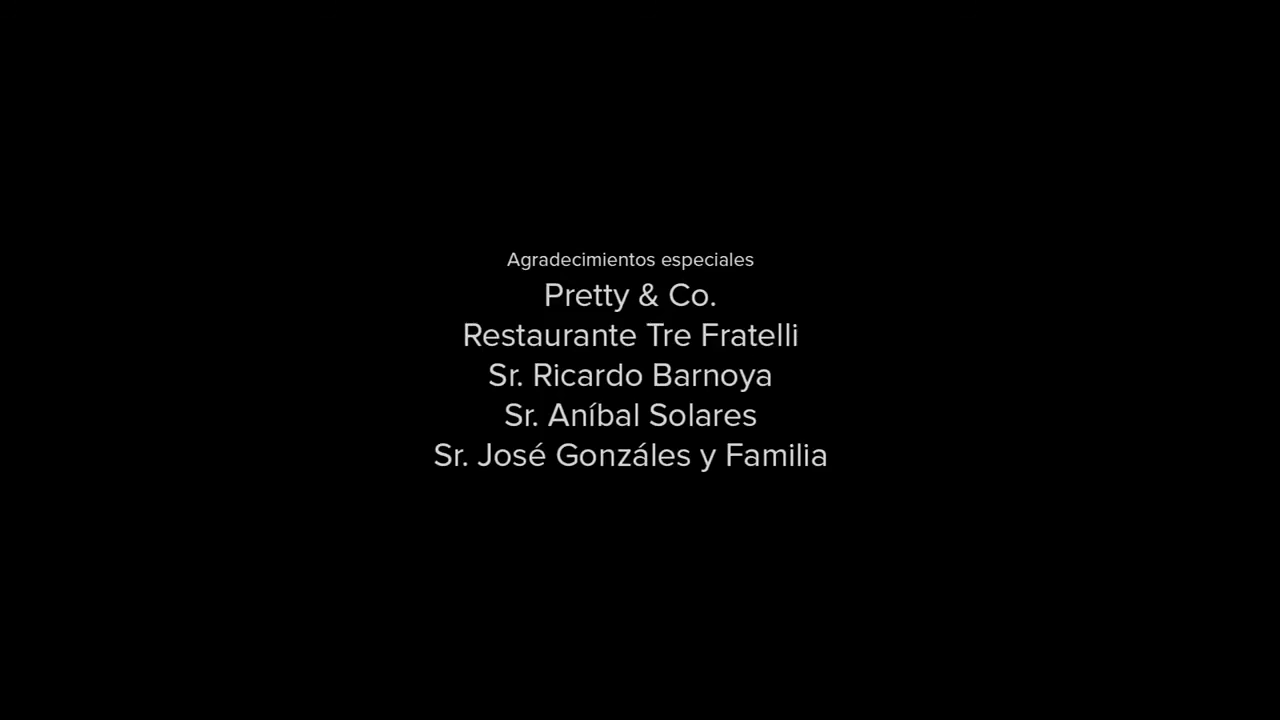 Agradecimientos especiales
Pretty & Co.
Restaurante Tre Fratelli
Sr. Ricardo Barnoya
Sr. Aníbal Solares
Sr. José Gonzáles y Familia